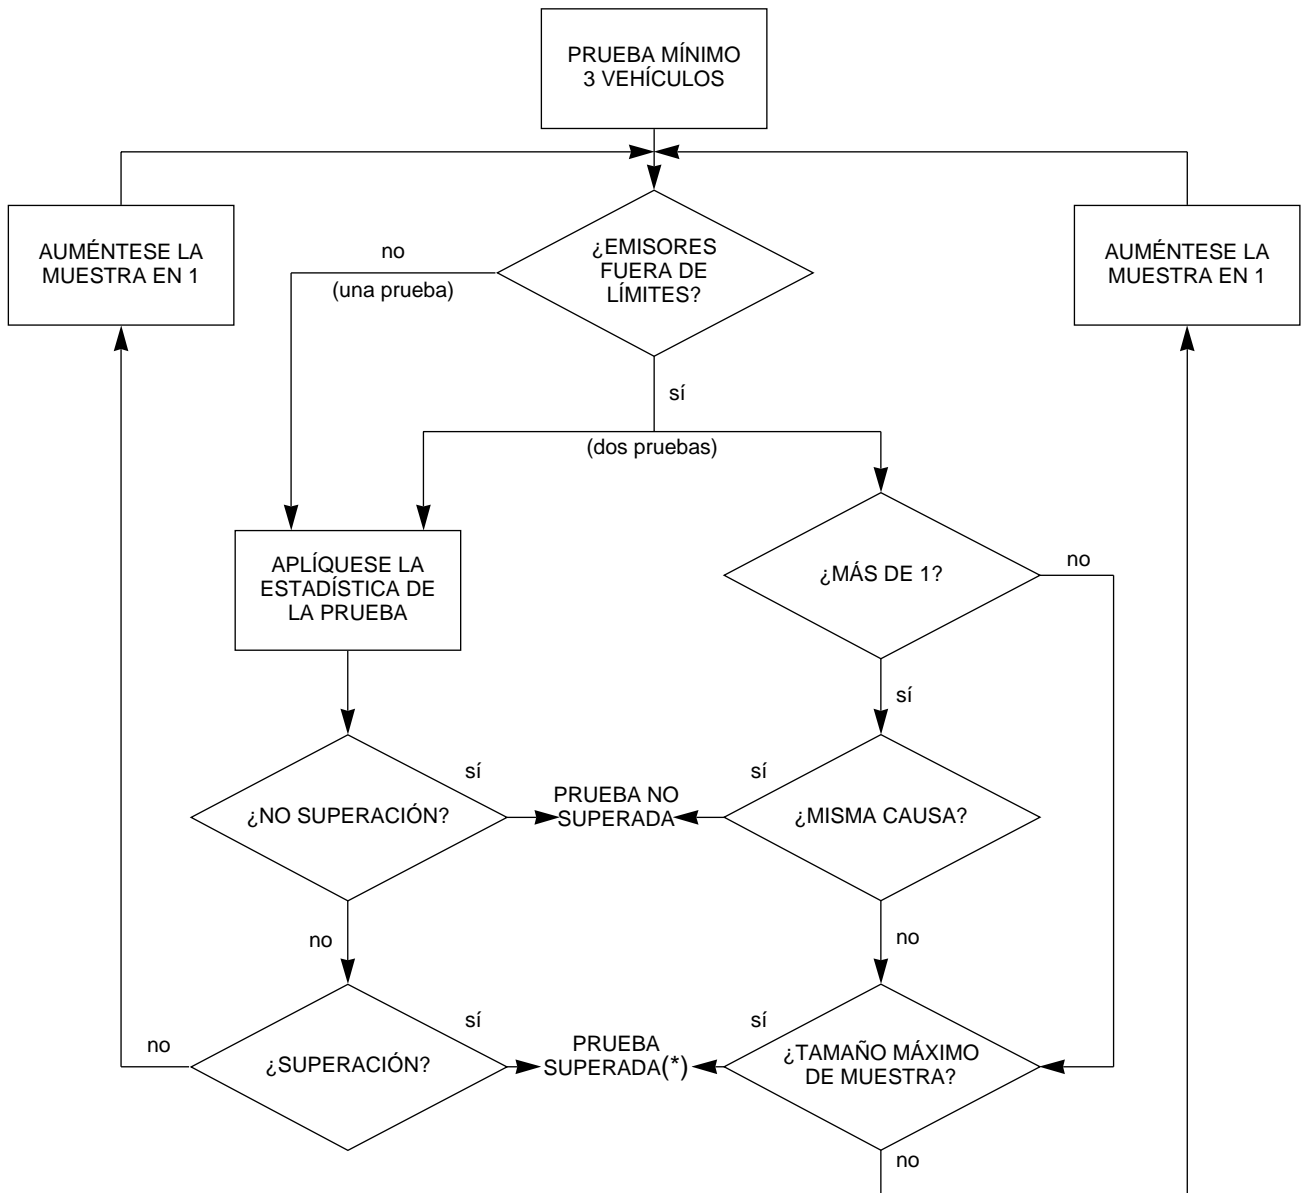 PRUEBA MÍNIMO
3 VEHÍCULOS
AUMÉNTESE LA
MUESTRA EN 1
no
(una prueba)
¿EMISORES
FUERA DE
LÍMITES?
AUMÉNTESE LA
MUESTRA EN 1
sí
(dos pruebas)
APLÍQUESE LA
ESTADÍSTICA DE
LA PRUEBA
¿MÁS DE 1?
no
sí
¿NO SUPERACIÓN?
sí
PRUEBA NO
SUPERADA
sí
¿MISMA CAUSA?
no
no
no
¿SUPERACIÓN?
sí
PRUEBA
SUPERADA(*)
sí
¿TAMAÑO MÁXIMO
DE MUESTRA?
no